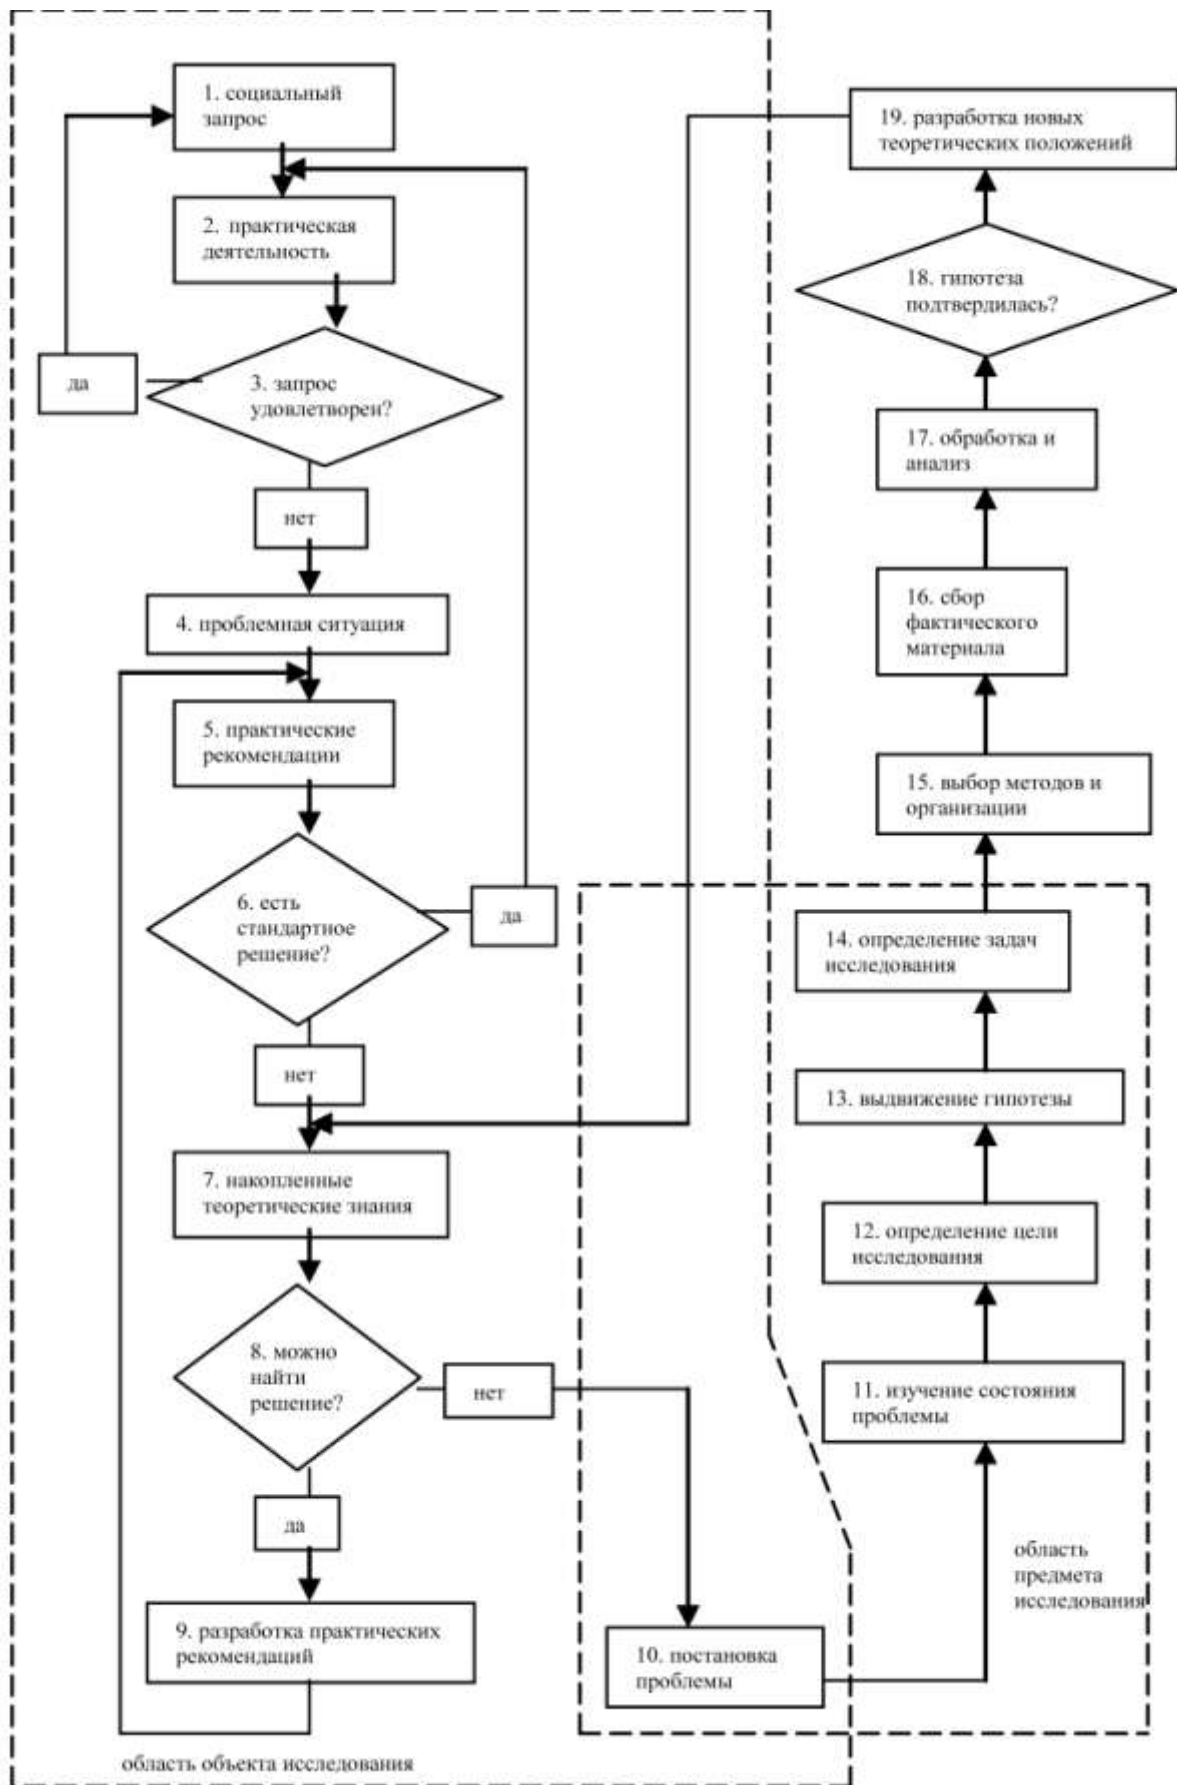 1. социальный
запрос
2. практическая
деятельность
3. запрос
удовлетворен?
да
нет
4. проблемная ситуация
5. практические
рекомендации
6. есть
стандартное
решение?
да
нет
7. накопленные
теоретические знания
8. можно
найти
решение?
нет
да
9. разработка практических
рекомендаций
область объекта исследования
10. постановка
проблемы
область
предмета
исследования
11. изучение состояния
проблемы
12. определение цели
исследования
13. выдвижение гипотезы
14. определение задач
исследования
15. выбор методов и
организации
16. сбор
фактического
материала
17. обработка и
анализ
18. гипотеза
подтвердилась?
19. разработка новых
теоретических положений